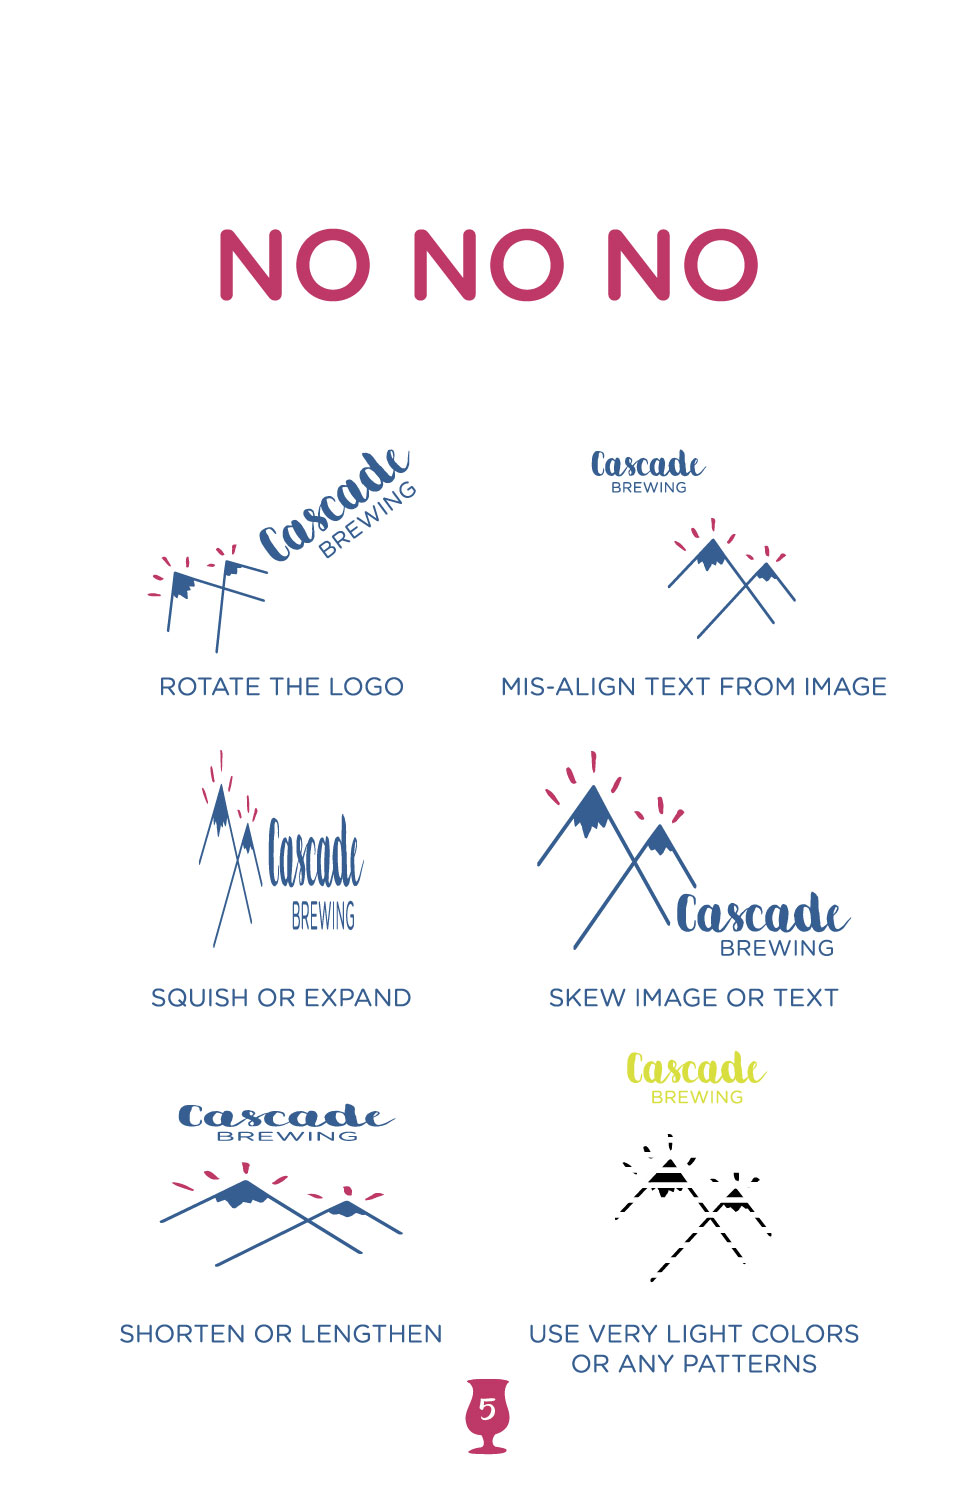 NO NO NO
Cascade
BREWING
ROTATE THE LOGO
Cascade
BREWING
MIS-ALIGN TEXT FROM IMAGE
Cascade
BREWING
SQUISH OR EXPAND
Cascade
BREWING
SKEW IMAGE OR TEXT
Cascade
BREWING
SHORTEN OR LENGTHEN
Cascade
BREWING
USE VERY LIGHT COLORS
OR ANY PATTERNS
5